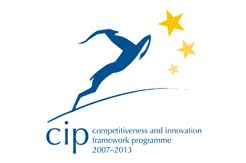 cip competitiveness and innovation
framework programme
2007–2013